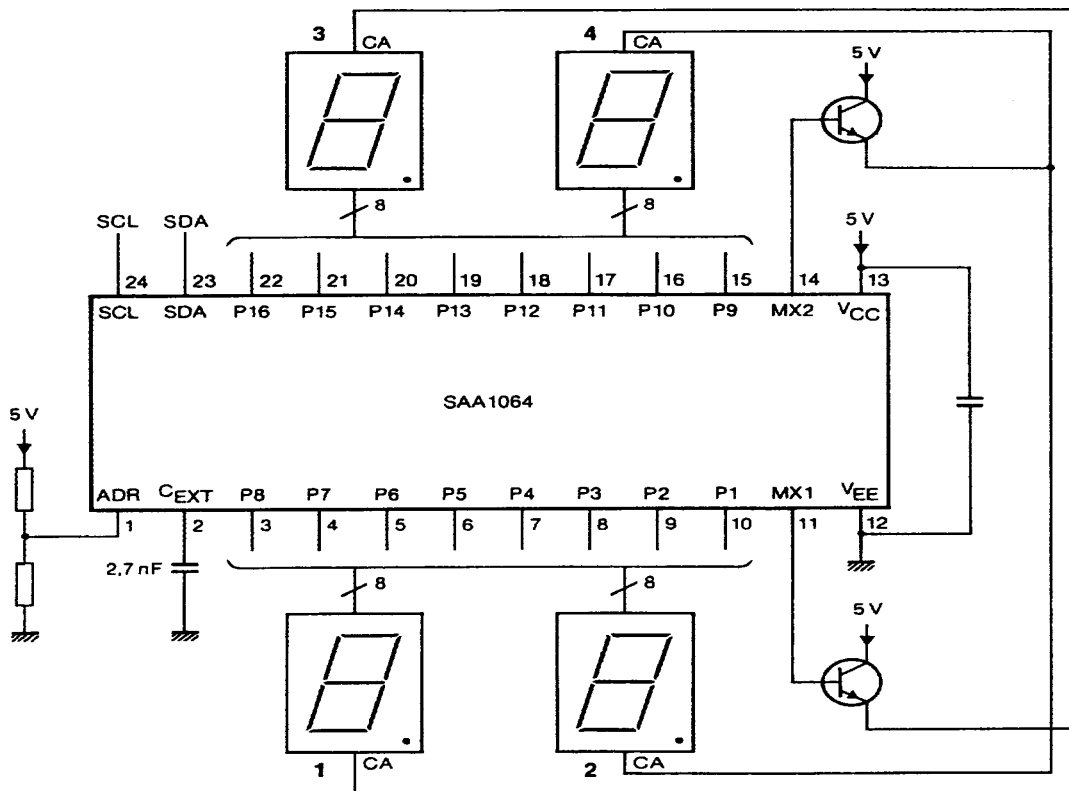 3 CA 4 CA
5 V
8 8
SCL SDA
5 V
24 23 22 21 20 19 18 17 16 15 14 13
SCL SDA P16 P15 P14 P13 P12 P11 P10 P9 MX2 VCC
SAA1064
5 V
ADR CEXT P8 P7 P6 P5 P4 P3 P2 P1 MX1 VEE
1 2 3 4 5 6 7 8 9 10 11 12
2,7 nF
8 8
5 V
1 CA 2 CA